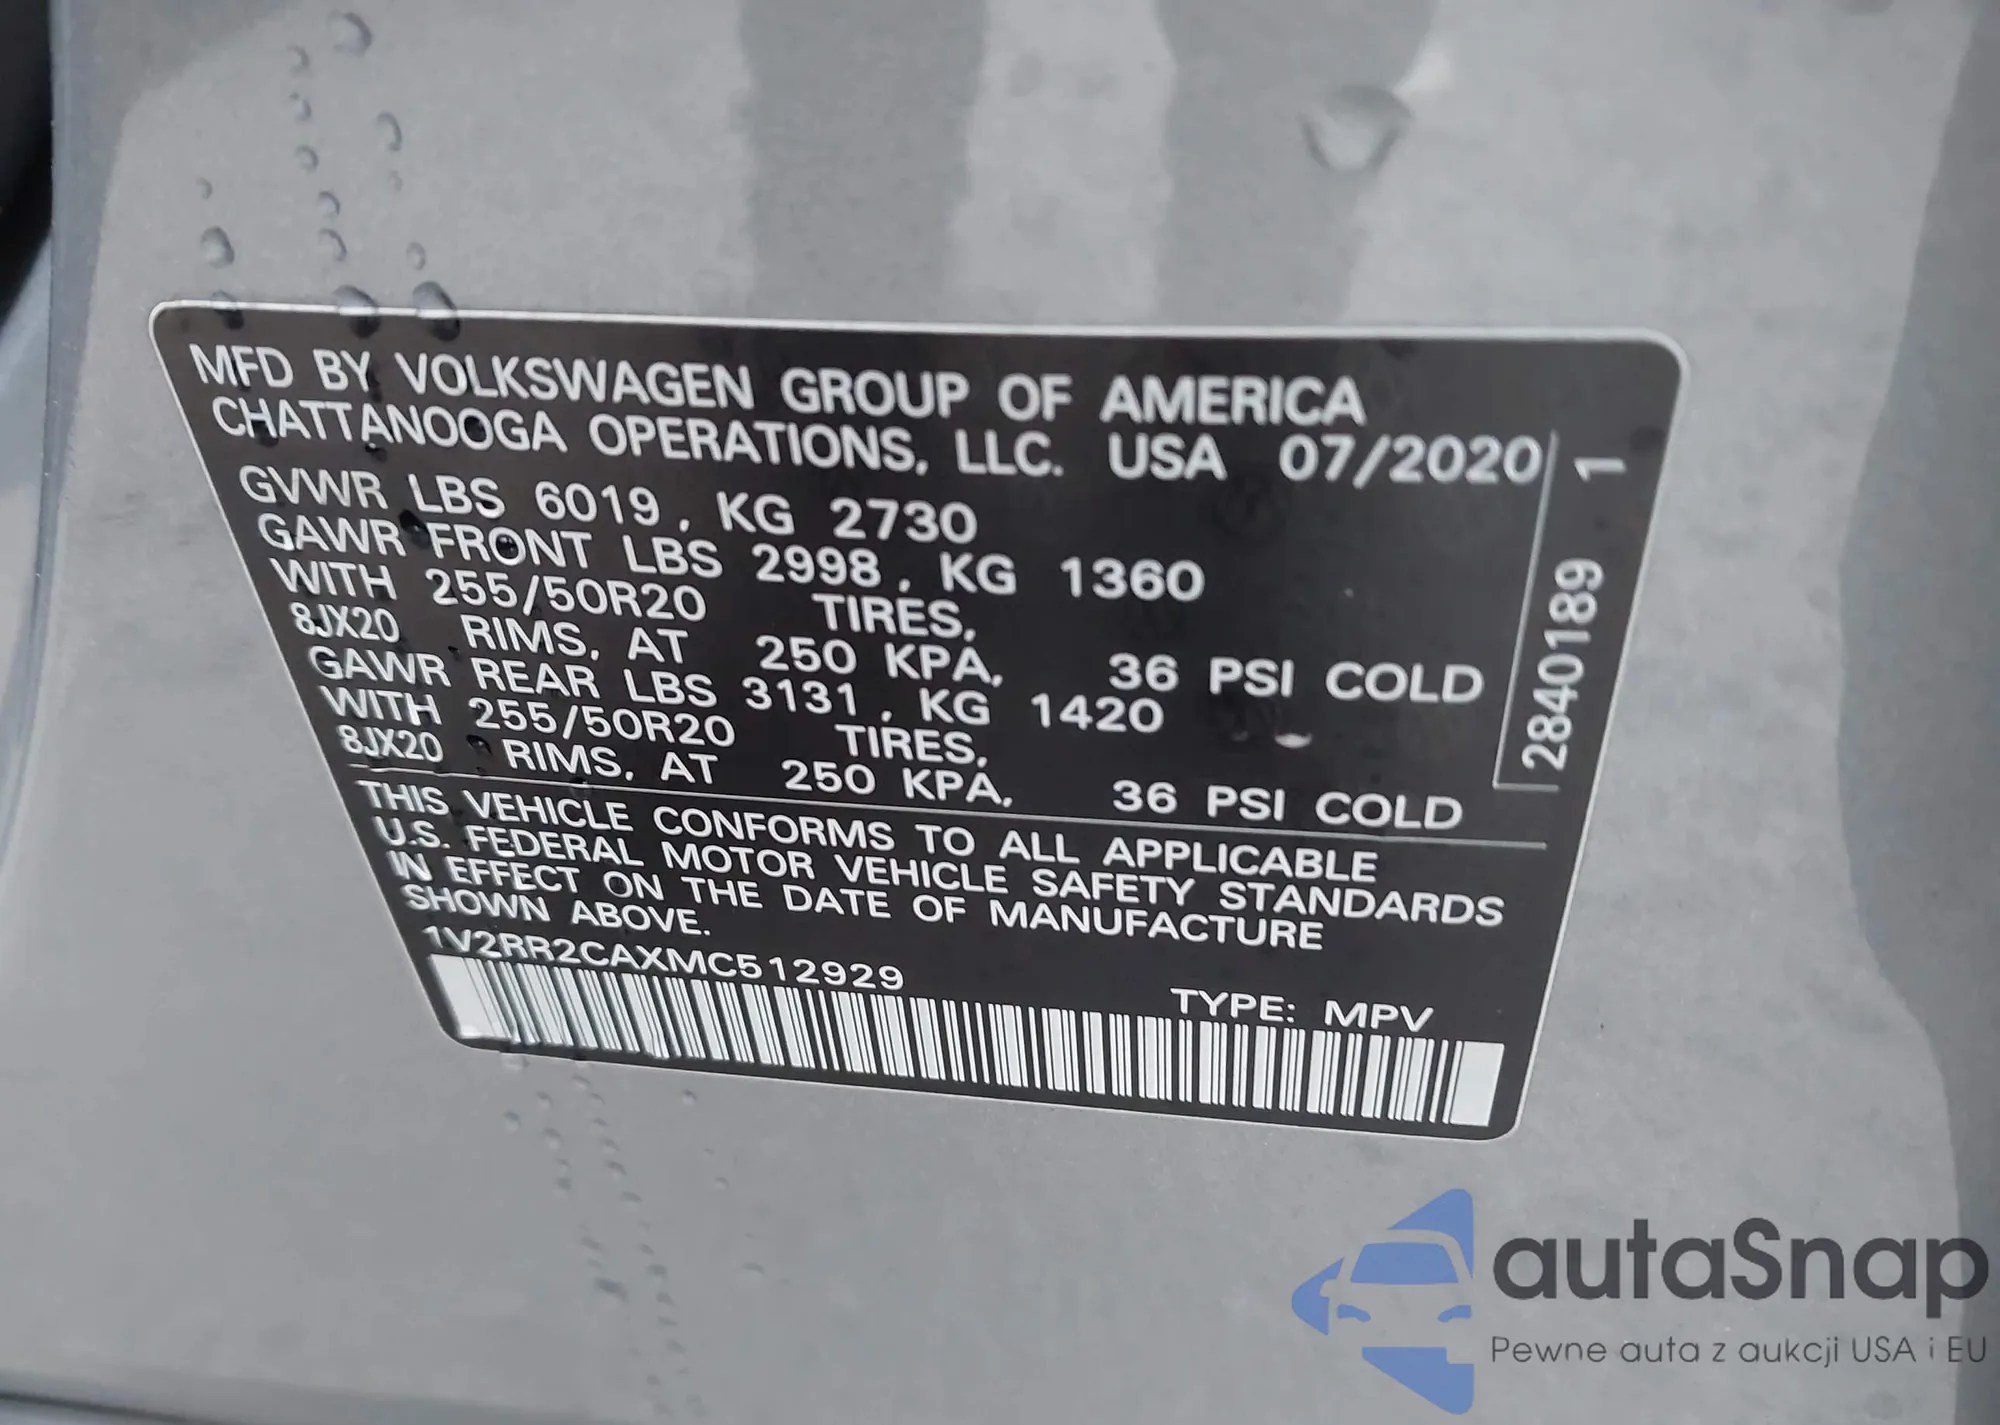 MFD BY VOLKSWAGEN GROUP OF AMERICA
CHATTANOOGA OPERATIONS, LLC. USA 07/2020
GVWR LBS 6019, KG 2730
GAWR FRONT LBS 2998, KG 1360
WITH 255/50R20 TIRES,
8JX20 RIMS, AT 250 KPA, 36 PSI COLD
GAWR REAR LBS 3131, KG 1420
WITH 255/50R20 TIRES,
8JX20 RIMS, AT 250 KPA, 36 PSI COLD
2840189 1
THIS VEHICLE CONFORMS TO ALL APPLICABLE
U.S. FEDERAL MOTOR VEHICLE SAFETY STANDARDS
IN EFFECT ON THE DATE OF MANUFACTURE
SHOWN ABOVE.
1V2RR2CAXMC512929
TYPE: MPV
autaSnap
Pewne auta z aukcji USA i EU